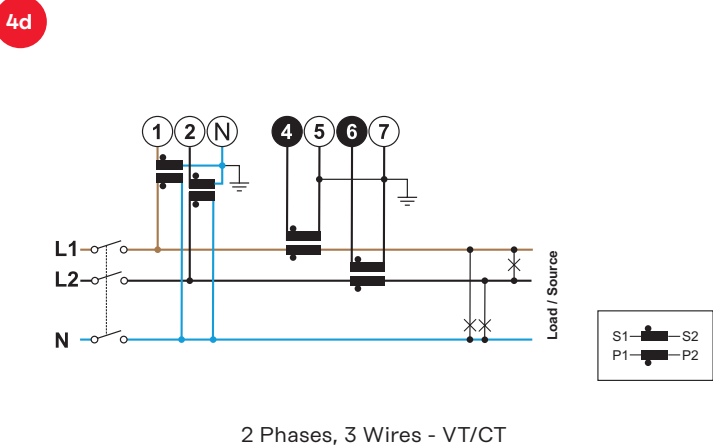 4d
1 2 N 4 5 6 7
L1
L2
N
Load / Source
S1 S2
P1 P2
2 Phases, 3 Wires - VT/CT